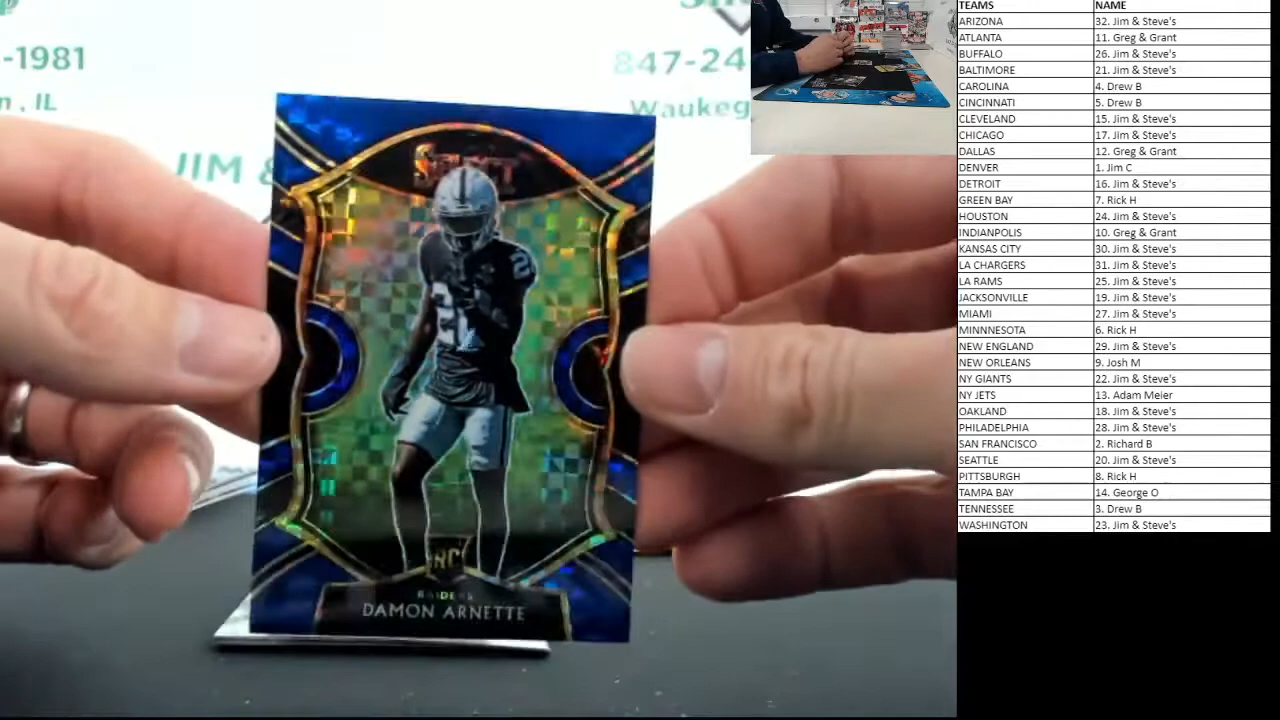 -1981
n , IL
847-24
Waukeg
JIM &
SELECT
21
2
RC
RAIDERS
DAMON ARNETTE
TEAMS NAME
ARIZONA 32. Jim & Steve's
ATLANTA 11. Greg & Grant
BUFFALO 26. Jim & Steve's
BALTIMORE 21. Jim & Steve's
CAROLINA 4. Drew B
CINCINNATI 5. Drew B
CLEVELAND 15. Jim & Steve's
CHICAGO 17. Jim & Steve's
DALLAS 12. Greg & Grant
DENVER 1. Jim C
DETROIT 16. Jim & Steve's
GREEN BAY 7. Rick H
HOUSTON 24. Jim & Steve's
INDIANPOLIS 10. Greg & Grant
KANSAS CITY 30. Jim & Steve's
LA CHARGERS 31. Jim & Steve's
LA RAMS 25. Jim & Steve's
JACKSONVILLE 19. Jim & Steve's
MIAMI 27. Jim & Steve's
MINNNESOTA 6. Rick H
NEW ENGLAND 29. Jim & Steve's
NEW ORLEANS 9. Josh M
NY GIANTS 22. Jim & Steve's
NY JETS 13. Adam Meier
OAKLAND 18. Jim & Steve's
PHILADELPHIA 28. Jim & Steve's
SAN FRANCISCO 2. Richard B
SEATTLE 20. Jim & Steve's
PITTSBURGH 8. Rick H
TAMPA BAY 14. George O
TENNESSEE 3. Drew B
WASHINGTON 23. Jim & Steve's